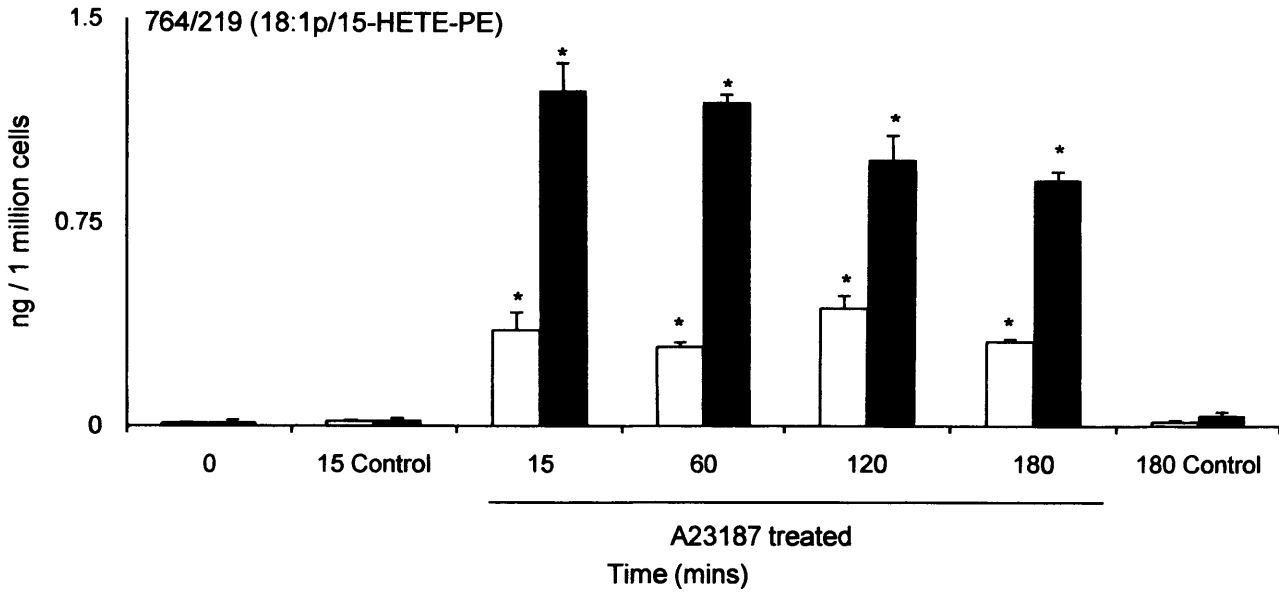 1.5
764/219 (18:1p/15-HETE-PE)
* * * *
0.75
* * * *
0
ng / 1 million cells
0 15 Control 15 60 120 180 180 Control
A23187 treated
Time (mins)